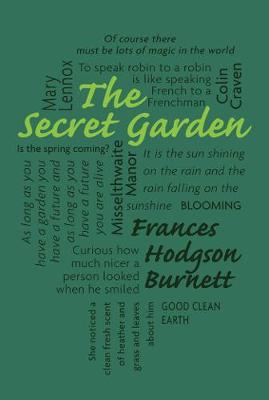 Of course there
must be lots of magic in the world
To speak robin to a robin
is like speaking
French to a
Frenchman
Mary
Lennox
Colin
Craven
The
Secret Garden
Is the spring coming?
As long as you
have a garden you
have a future and
as long as you
have a future
you are alive
Misselthwaite
Manor
It is the sun shining
on the rain and the
rain falling on the
sunshine
BLOOMING
Frances
Hodgson
Burnett
Curious how
much nicer a
person looked
when he smiled
She noticed a
clean fresh scent
of heather and
grass and leaves
about him
GOOD CLEAN
EARTH